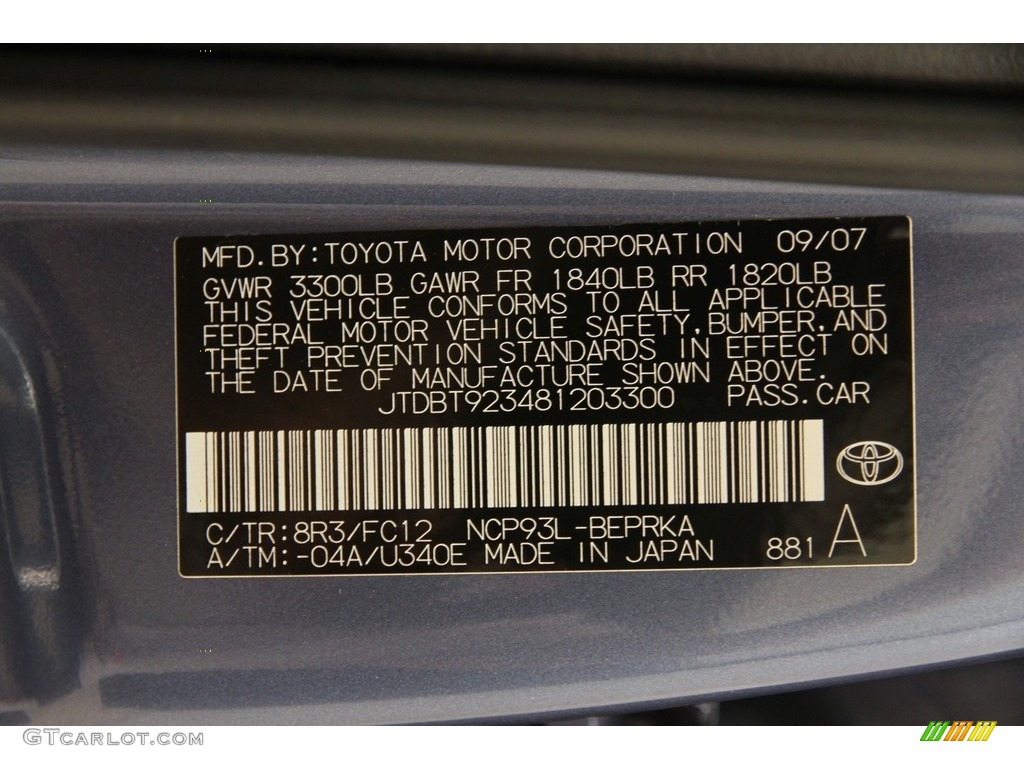 MFD.BY:TOYOTA MOTOR CORPORATION 09/07
GVWR 3300LB GAWR FR 1840LB RR 1820LB
THIS VEHICLE CONFORMS TO ALL APPLICABLE
FEDERAL MOTOR VEHICLE SAFETY,BUMPER,AND
THEFT PREVENTION STANDARDS IN EFFECT ON
THE DATE OF MANUFACTURE SHOWN ABOVE.
JTDBT923481203300 PASS.CAR
C/TR:8R3/FC12 NCP93L-BEPRKA
A/TM:-04A/U340E MADE IN JAPAN 881 A
GTCarLot.com